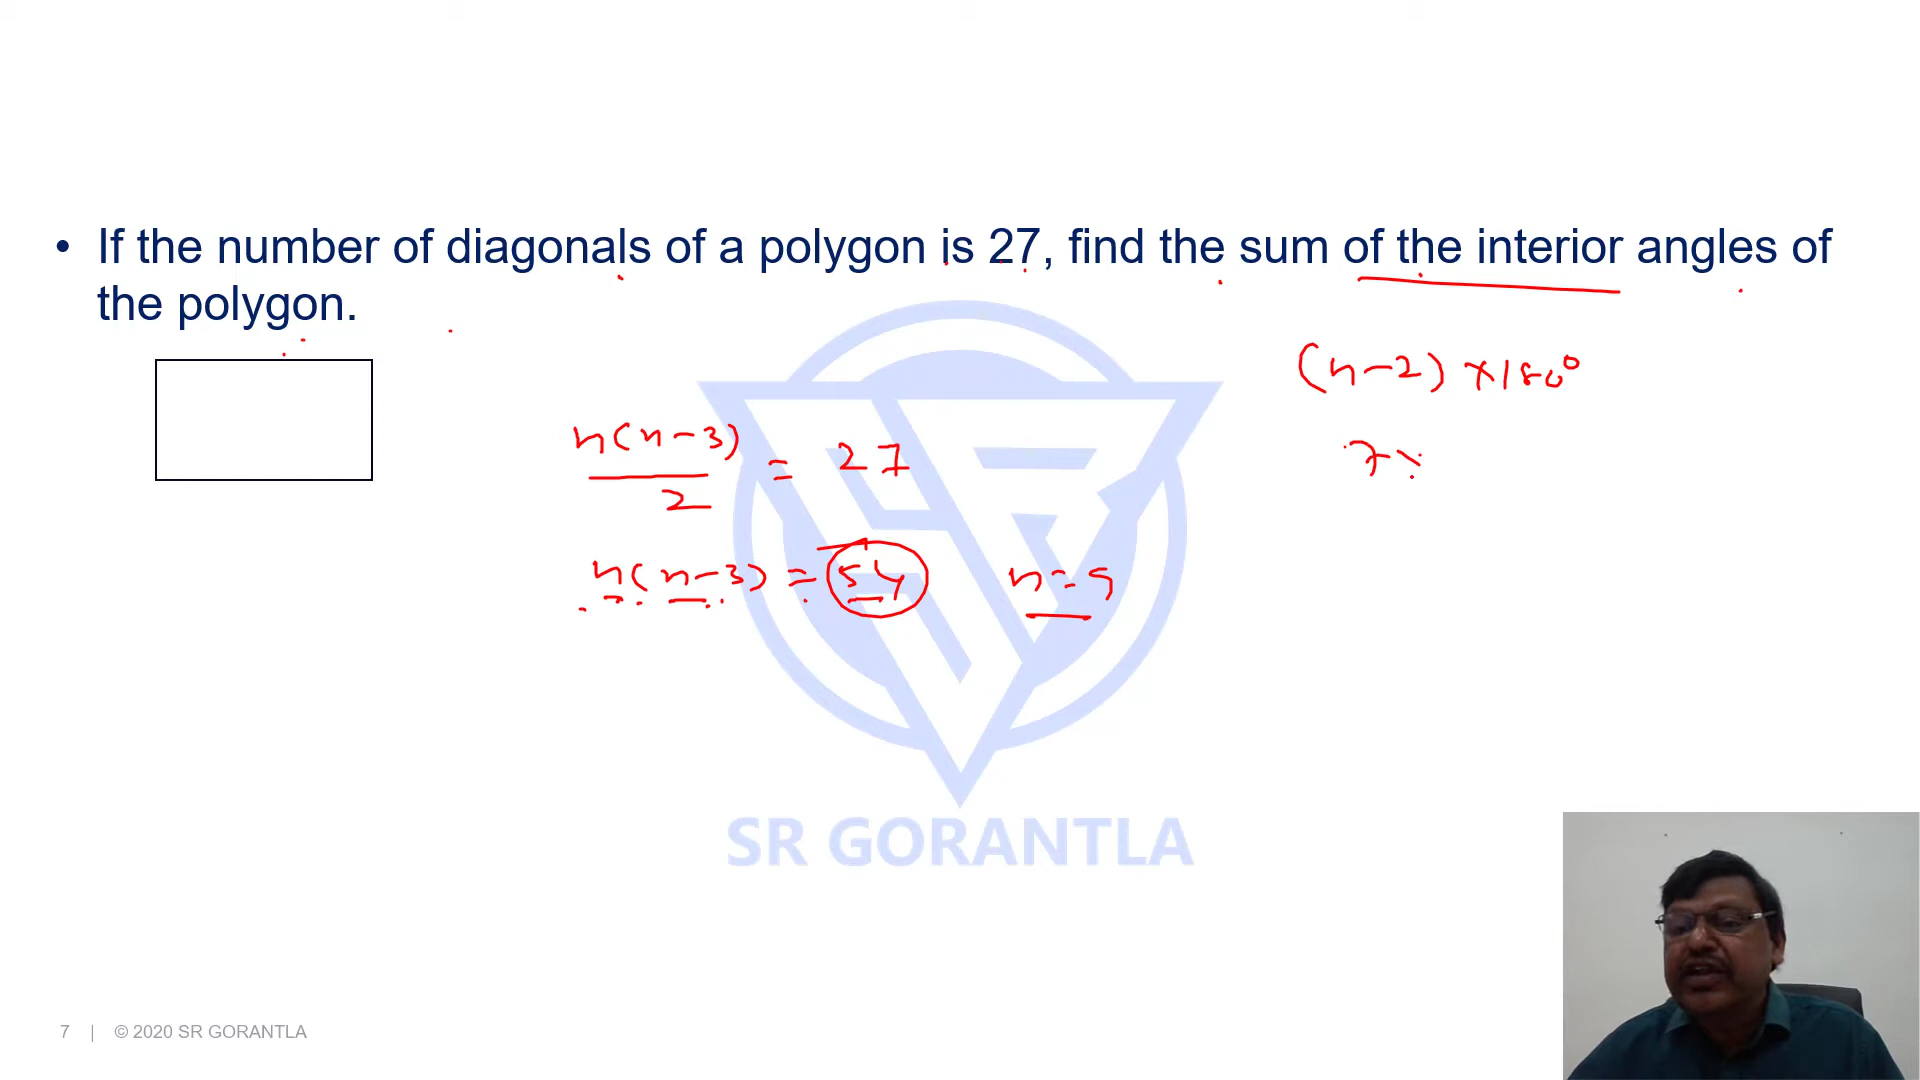 • If the number of diagonals of a polygon is 27, find the sum of the interior angles of
the polygon.
(n-2) ×180°
n(n-3)
2
= 27
7×
n(n-3) = 54
n=9
SR GORANTLA
7 | © 2020 SR GORANTLA